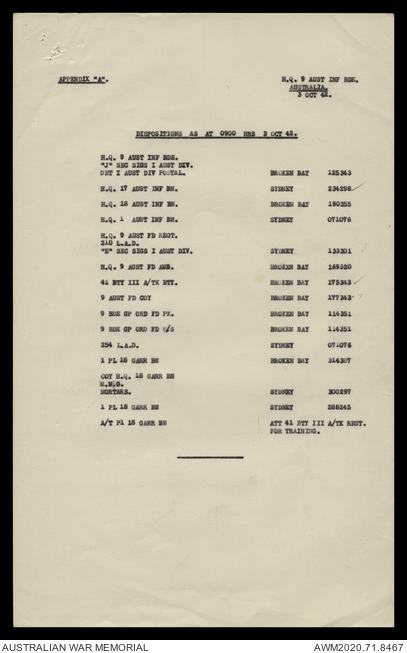 APPENDIX "A".
H.Q. 9 AUST INF BDE.
AUSTRALIA.
3 OCT 42.
DISPOSITIONS AS AT 0900 HRS 3 OCT 42.
H.Q. 9 AUST INF BDE.
"J" SEC SIGS I AUST DIV.
DET I AUST DIV POSTAL. BROKEN BAY 125343
H.Q. 17 AUST INF BN. SYDNEY 234298
H.Q. 18 AUST INF BN. BROKEN BAY 190355
H.Q. 1 AUST INF BN. SYDNEY 071076
H.Q. 9 AUST FD REGT.
210 L.A.D.
"E" SEC SIGS I AUST DIV. SYDNEY 133301
H.Q. 9 AUST FD AMB. BROKEN BAY 169320
41 BTY III A/TK BTY. BROKEN BAY 175343
9 AUST FD COY BROKEN BAY 177343
9 BDE GP ORD FD PK. BROKEN BAY 114351
9 BDE GP ORD FD W/S BROKEN BAY 114351
254 L.A.D. SYDNEY 071076
1 PL 18 GARR BN BROKEN BAY 314387
COY H.Q. 18 GARR BN
M.M.G.
MORTARS. SYDNEY 300297
1 PL 18 GARR BN SYDNEY 288245
A/T Pl 18 GARR BN ATT 41 BTY III A/TK REGT.
FOR TRAINING.
AUSTRALIAN WAR MEMORIAL
AWM2020.71.8467